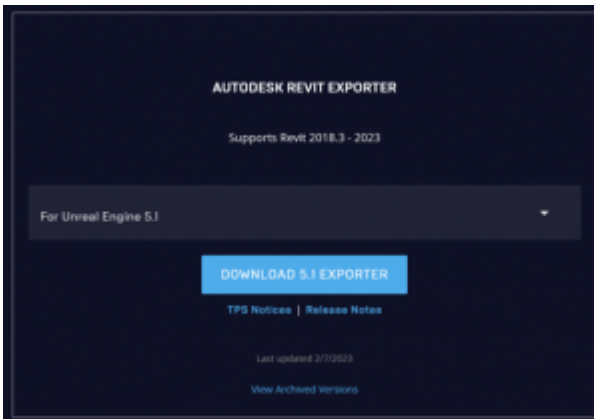 AUTODESK REVIT EXPORTER
Supports Revit 2018.3 - 2023
For Unreal Engine 5.1
DOWNLOAD 5.1 EXPORTER
TPS Notices | Release Notes
Last updated 2/7/2023
View Archived Versions